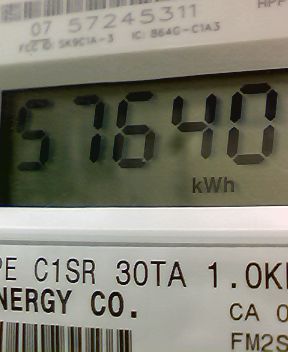 07 57245311
FCC ID: SK9C1A-3 IC: 864G-C1A3
57640
kWh
PE C1SR 30TA 1.0K
NERGY CO.
CA 0
FM2S